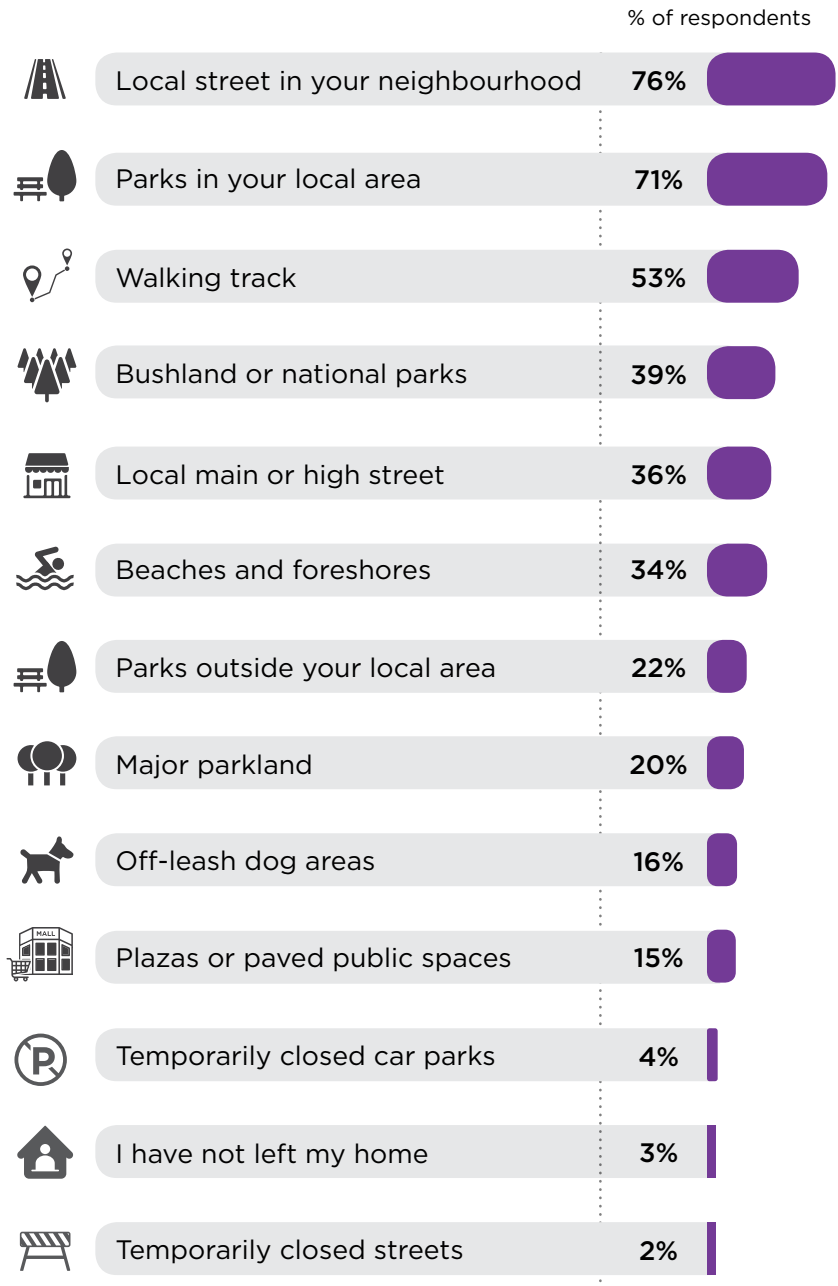 % of respondents
Local street in your neighbourhood 76%
Parks in your local area 71%
Walking track 53%
Bushland or national parks 39%
Local main or high street 36%
Beaches and foreshores 34%
Parks outside your local area 22%
Major parkland 20%
Off-leash dog areas 16%
MALL
Plazas or paved public spaces 15%
P
Temporarily closed car parks 4%
I have not left my home 3%
Temporarily closed streets 2%